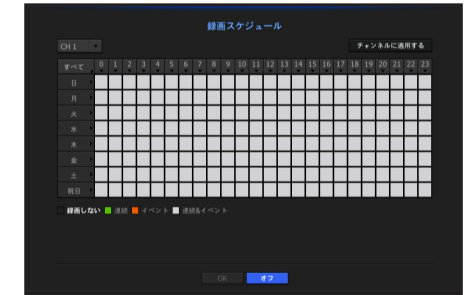 録画スケジュール
CH 1
チャンネルに適用する
すべて 0 1 2 3 4 5 6 7 8 9 10 11 12 13 14 15 16 17 18 19 20 21 22 23
日
月
火
水
木
金
土
祝日
録画しない 連続 イベント 連続&イベント
OK オフ